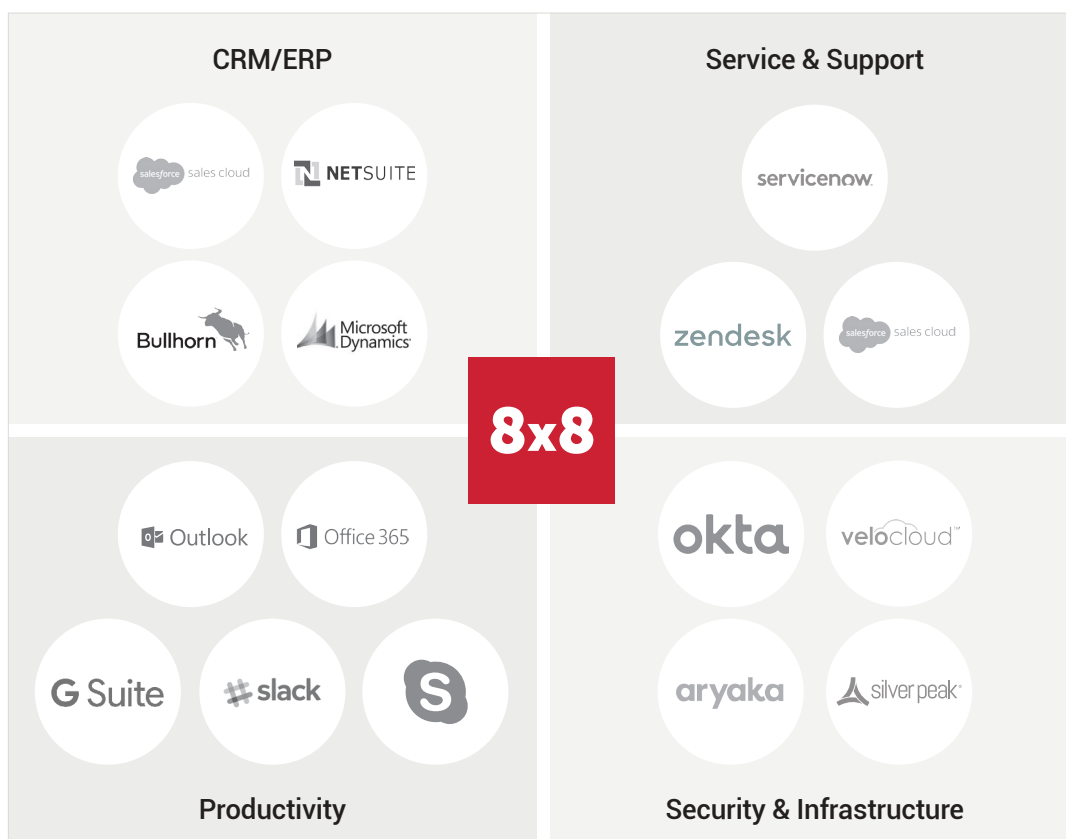 CRM/ERP
salesforce sales cloud
NETSUITE
Bullhorn
Microsoft
Dynamics
Service & Support
servicenow
zendesk
salesforce sales cloud
8x8
Outlook
Office 365
G Suite
slack
S
Productivity
okta
velocloud™
aryaka
silver peak
Security & Infrastructure